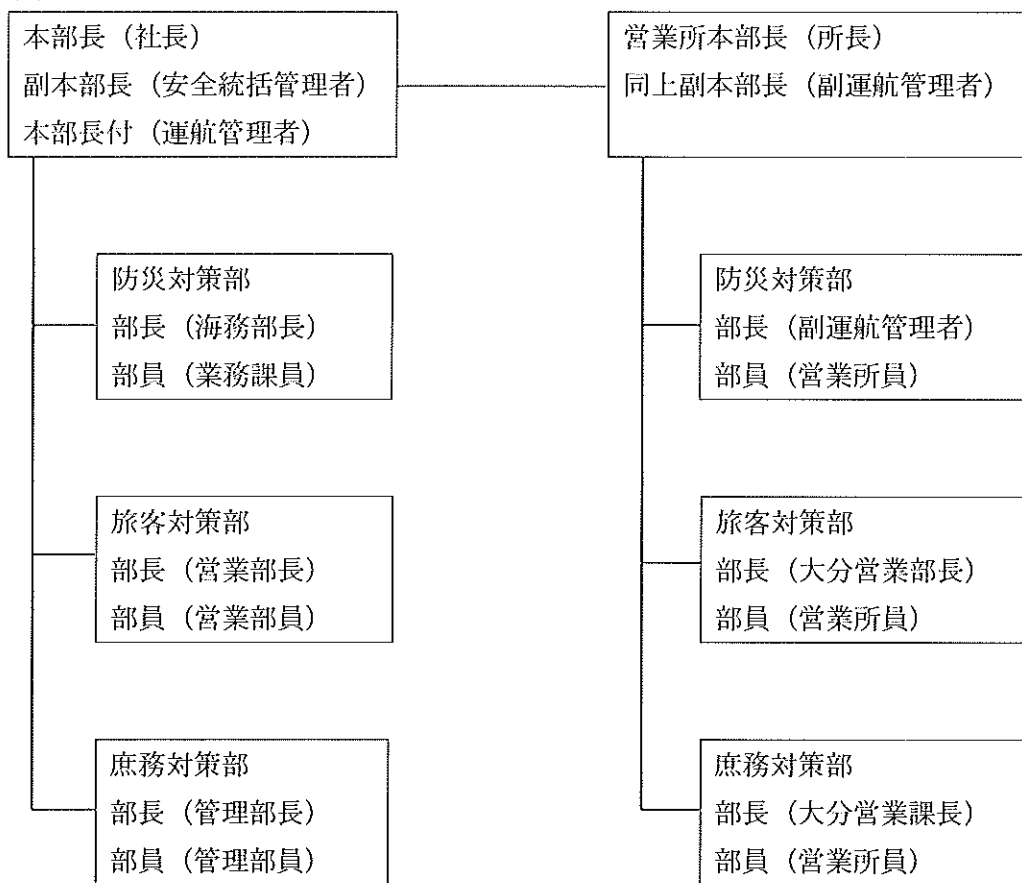 本部長（社長）
副本部長（安全統括管理者）
本部長付（運航管理者）
営業所本部長（所長）
同上副本部長（副運航管理者）
防災対策部
部長（海務部長）
部員（業務課員）
防災対策部
部長（副運航管理者）
部員（営業所員）
旅客対策部
部長（営業部長）
部員（営業部員）
旅客対策部
部長（大分営業部長）
部員（営業所員）
庶務対策部
部長（管理部長）
部員（管理部員）
庶務対策部
部長（大分営業課長）
部員（営業所員）